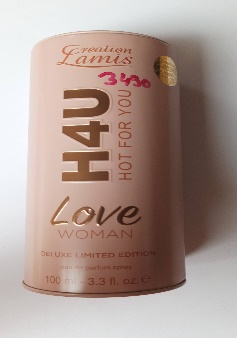 Creation
Lamis
3490
H4U
HOT FOR YOU
Love
WOMAN
DELUXE LIMITED EDITION
eau de parfum spray
100 ml - 3.3 fl. oz. e